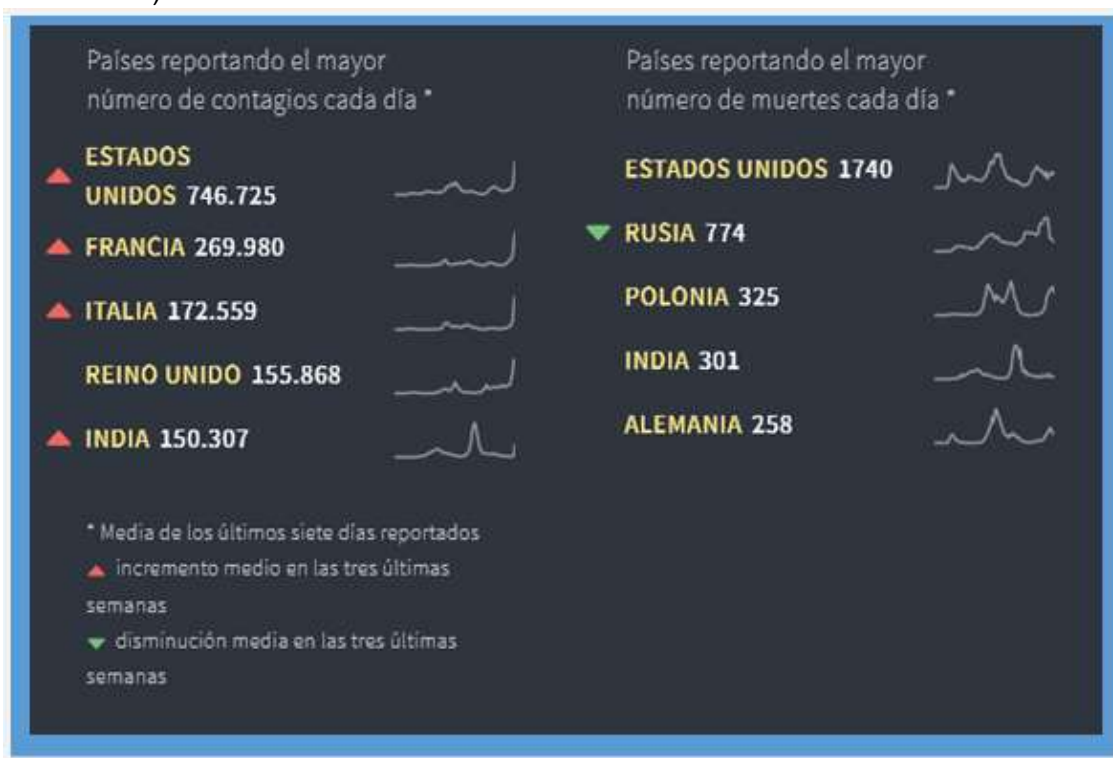 Países reportando el mayor
número de contagios cada día *
ESTADOS
UNIDOS 746.725
FRANCIA 269.980
ITALIA 172.559
REINO UNIDO 155.868
INDIA 150.307
* Media de los últimos siete días reportados
incremento medio en las tres últimas
semanas
disminución media en las tres últimas
semanas
Países reportando el mayor
número de muertes cada día *
ESTADOS UNIDOS 1740
RUSIA 774
POLONIA 325
INDIA 301
ALEMANIA 258